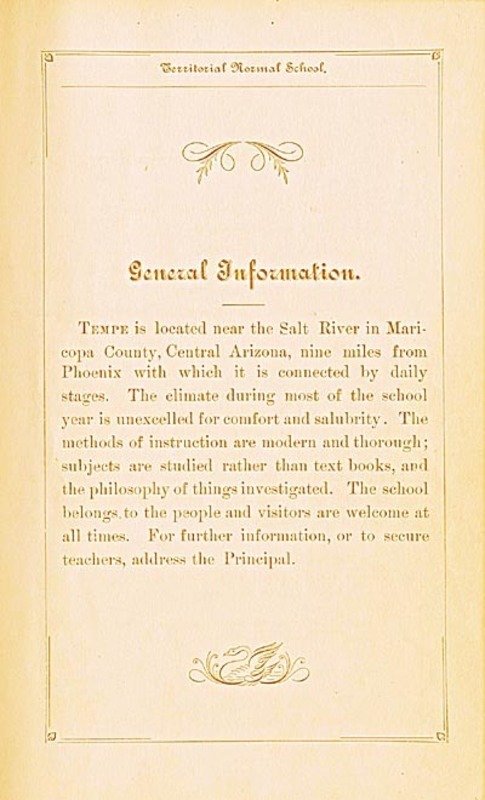 Territorial Normal School.
General Information.
TEMPE is located near the Salt River in Mari-
copa County, Central Arizona, nine miles from
Phoenix with which it is connected by daily
stages. The climate during most of the school
year is unexcelled for comfort and salubrity. The
methods of instruction are modern and thorough;
subjects are studied rather than text books, and
the philosophy of things investigated. The school
belongs to the people and visitors are welcome at
all times. For further information, or to secure
teachers, address the Principal.